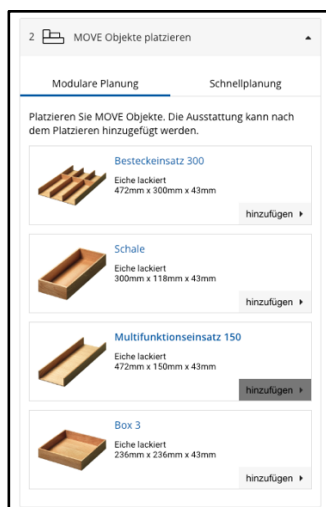 2 MOVE Objekte platzieren
Modulare Planung Schnellplanung
Platzieren Sie MOVE Objekte. Die Ausstattung kann nach
dem Platzieren hinzugefügt werden.
Besteckeinsatz 300
Eiche lackiert
472mm x 300mm x 43mm
hinzufügen
Schale
Eiche lackiert
300mm x 118mm x 43mm
hinzufügen
Multifunktionseinsatz 150
Eiche lackiert
472mm x 150mm x 43mm
hinzufügen
Box 3
Eiche lackiert
236mm x 236mm x 43mm
hinzufügen